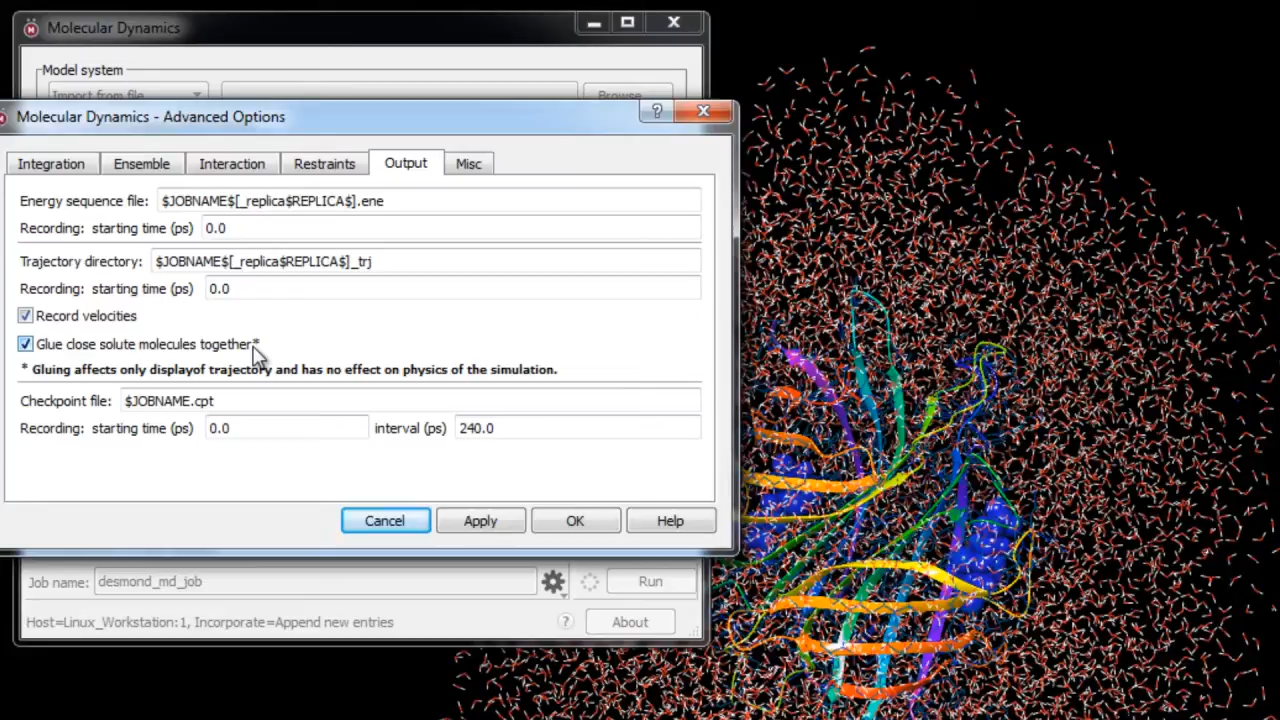 Molecular Dynamics
Model system
Import from file
Browse...
Molecular Dynamics - Advanced Options
?
Integration Ensemble Interaction Restraints Output Misc
Energy sequence file: $JOBNAME$[_replica$REPLICA$].ene
Recording: starting time (ps) 0.0
Trajectory directory: $JOBNAME$[_replica$REPLICA$]_trj
Recording: starting time (ps) 0.0
Record velocities
Glue close solute molecules together*
* Gluing affects only displayof trajectory and has no effect on physics of the simulation.
Checkpoint file: $JOBNAME.cpt
Recording: starting time (ps) 0.0 interval (ps) 240.0
Cancel Apply OK Help
Job name: desmond_md_job Run
Host=Linux_Workstation:1, Incorporate=Append new entries ? About